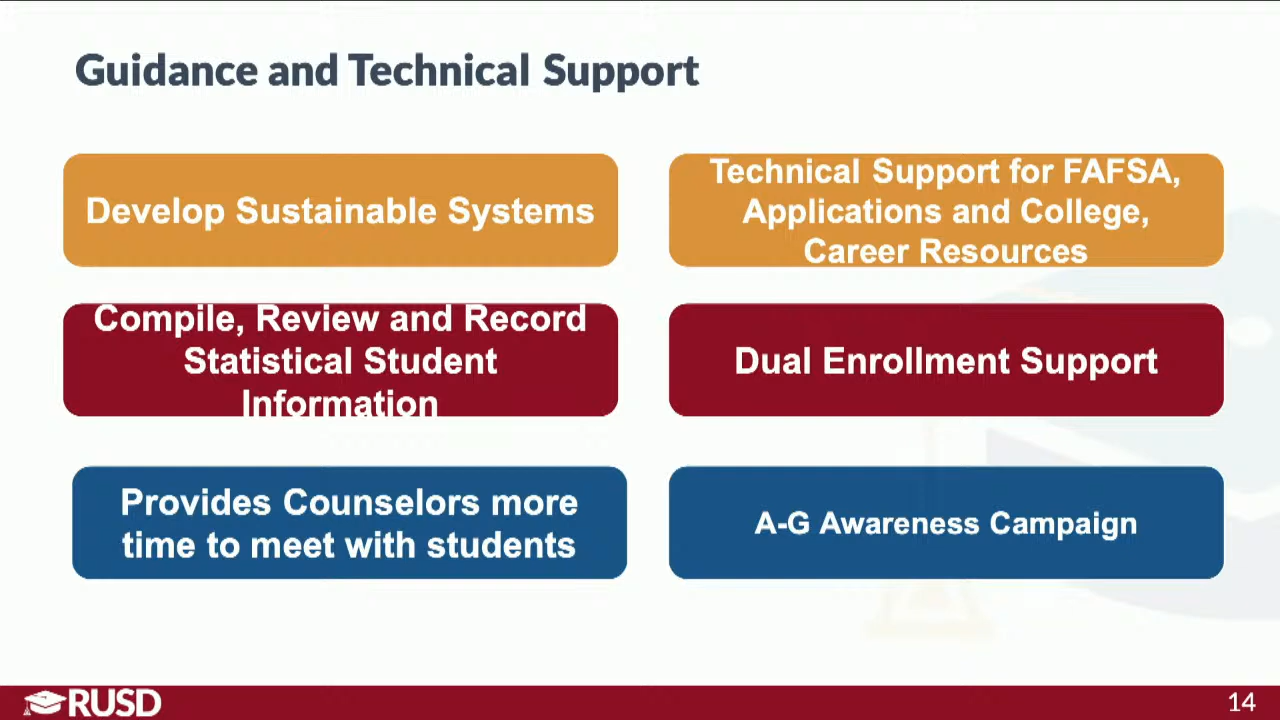 Guidance and Technical Support
Develop Sustainable Systems
Technical Support for FAFSA,
Applications and College,
Career Resources
Compile, Review and Record
Statistical Student
Information
Dual Enrollment Support
Provides Counselors more
time to meet with students
A-G Awareness Campaign
RUSD
14